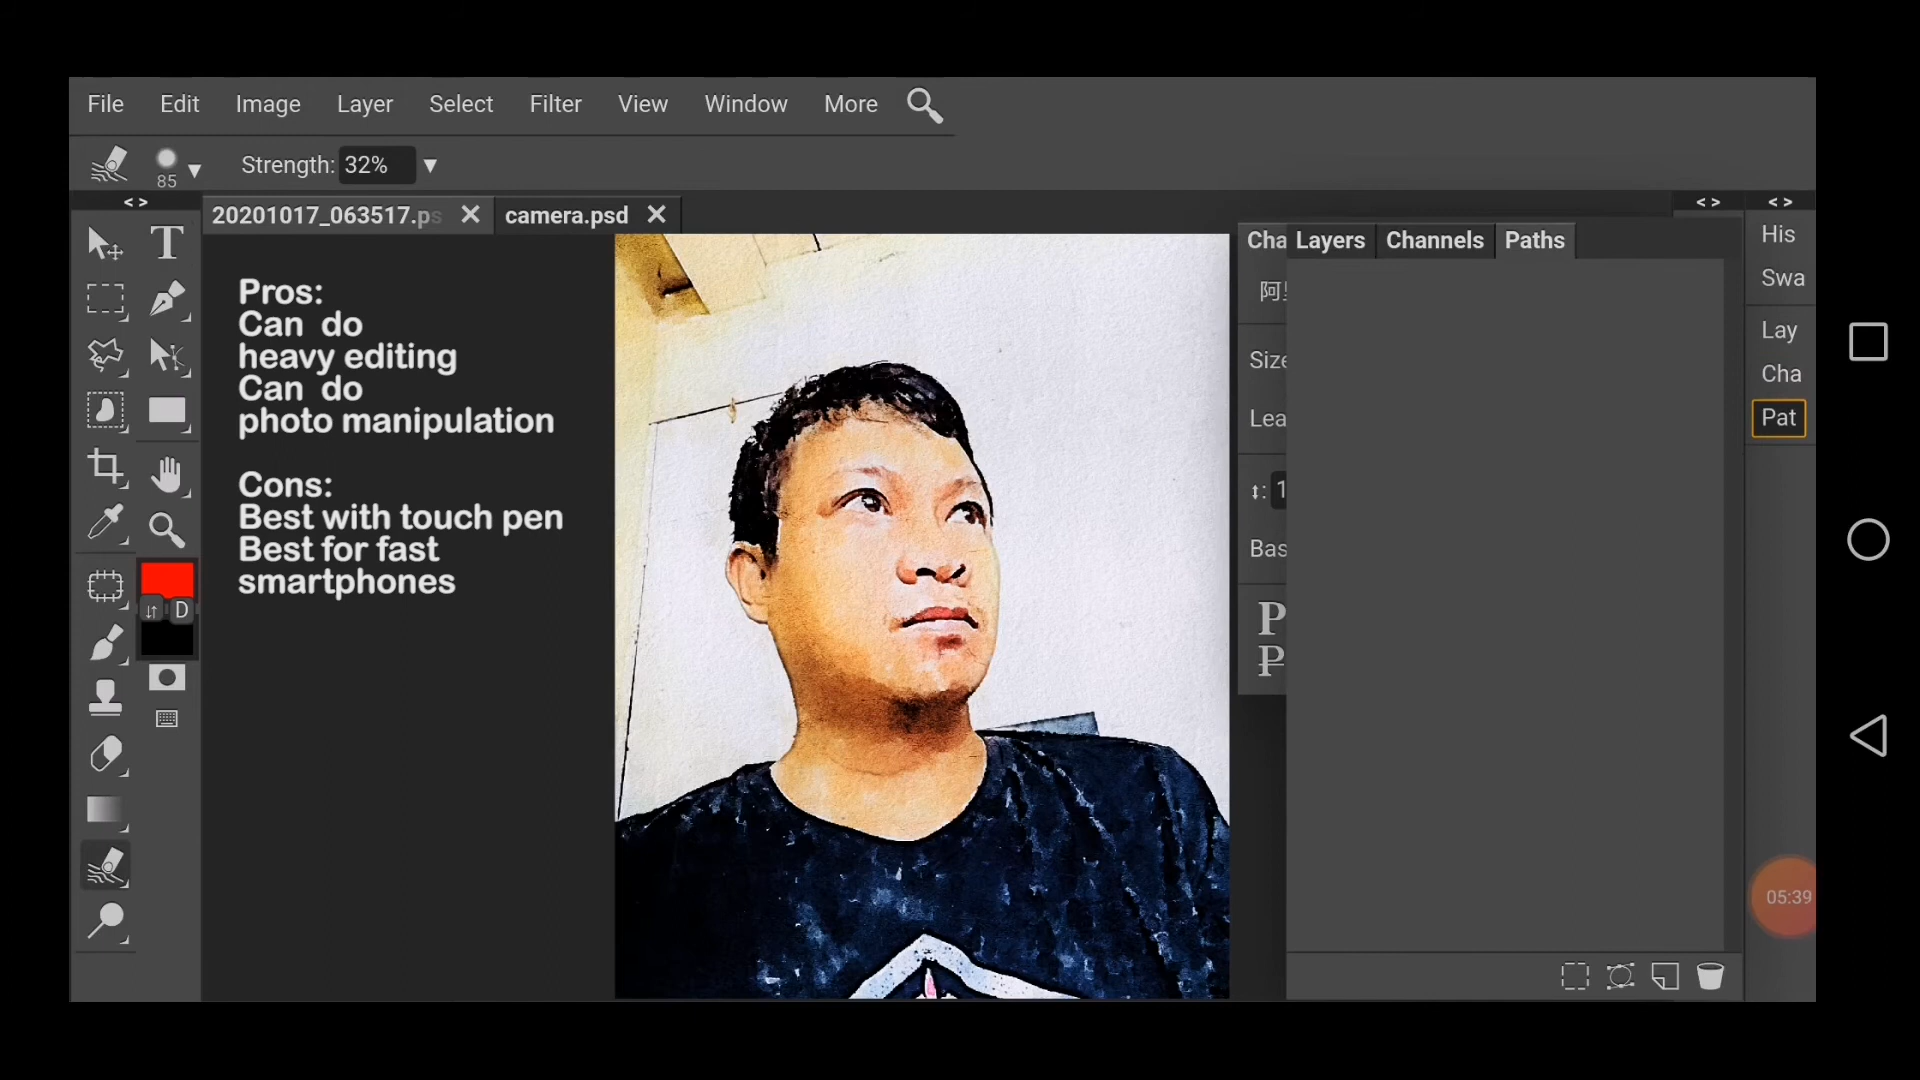 File Edit Image Layer Select Filter View Window More
85 Strength: 32%
20201017_063517.ps
camera.psd
Pros:
Can do
heavy editing
Can do
photo manipulation
Cons:
Best with touch pen
Best for fast
smartphones
T
D
Cha
Layers Channels Paths
Size
Lea
1
Bas
P
P
His
Swa
Lay
Cha
Pat
05:39